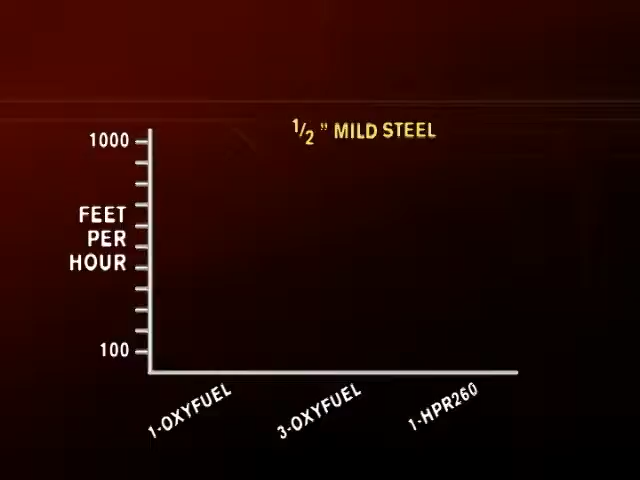 1/2" MILD STEEL
1000
FEET
PER
HOUR
100
1-OXYFUEL
3-OXYFUEL
1-HPR260